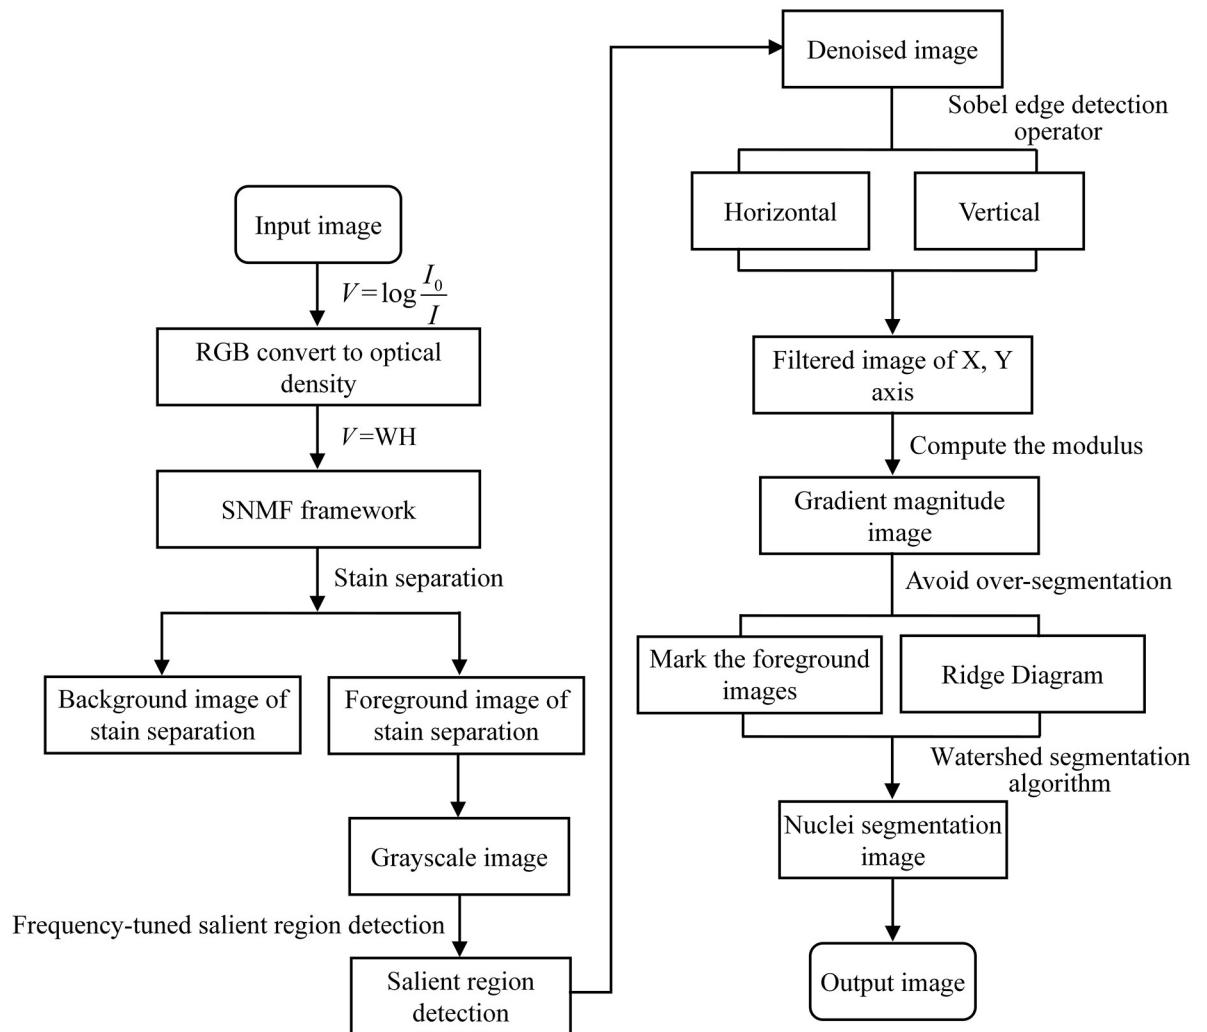 Input image
V=log I₀/I
RGB convert to optical
density
V=WH
SNMF framework
Stain separation
Background image of
stain separation
Foreground image of
stain separation
Grayscale image
Frequency-tuned salient region detection
Salient region
detection
Denoised image
Sobel edge detection
operator
Horizontal
Vertical
Filtered image of X, Y
axis
Compute the modulus
Gradient magnitude
image
Avoid over-segmentation
Mark the foreground
images
Ridge Diagram
Watershed segmentation
algorithm
Nuclei segmentation
image
Output image